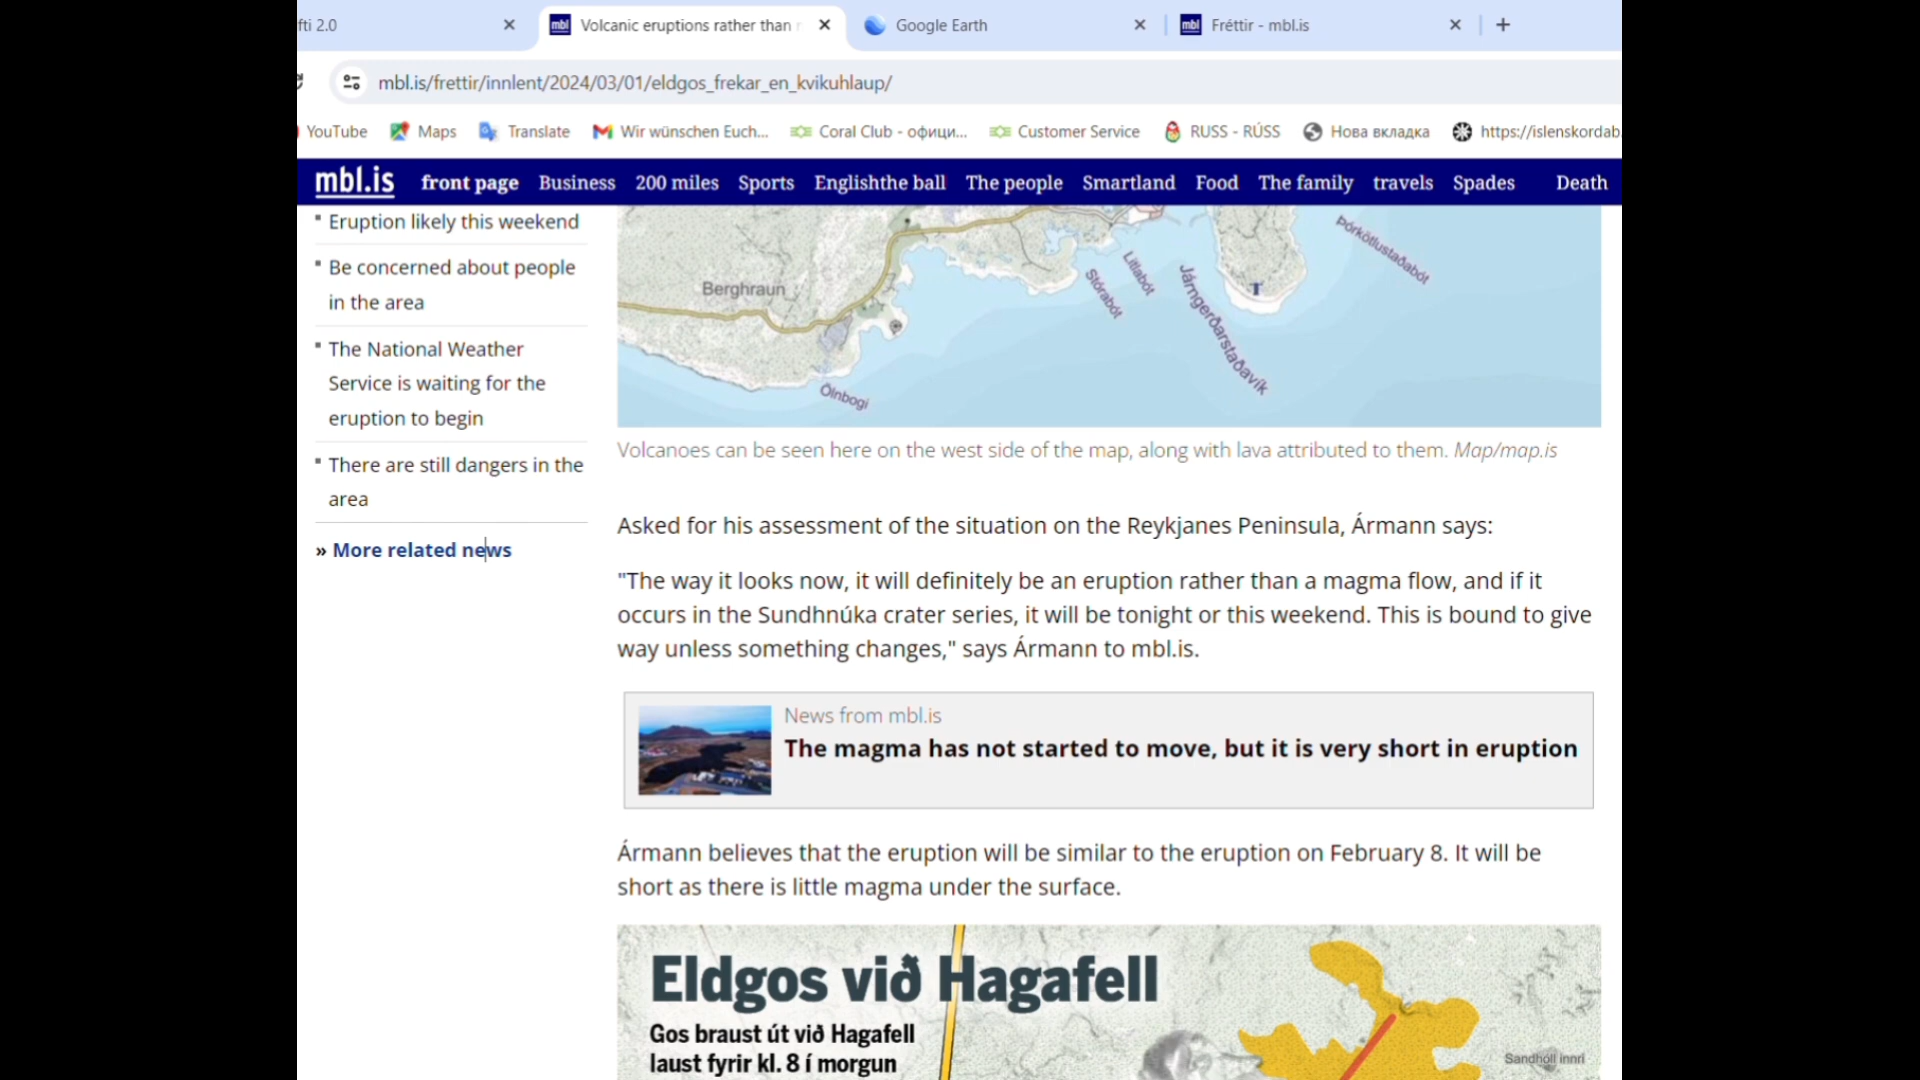 fti 2.0
mbl Volcanic eruptions rather than
Google Earth
mbl Fréttir - mbl.is
mbl.is/frettir/innlent/2024/03/01/eldgos_frekar_en_kvikuhlaup/
YouTube Maps Translate Wir wünschen Euch... Coral Club - офици... Customer Service RUSS - RÚSS Нова вкладка https://islenskordab
mbl.is front page Business 200 miles Sports Englishthe ball The people Smartland Food The family travels Spades Death
Eruption likely this weekend
Be concerned about people
in the area
The National Weather
Service is waiting for the
eruption to begin
There are still dangers in the
area
» More related news
Berghraun
Ölnbogi
Stórabót
Litlabót
Járngerðarstaðavík
Þórkötlustaðabót
Volcanoes can be seen here on the west side of the map, along with lava attributed to them. Map/map.is
Asked for his assessment of the situation on the Reykjanes Peninsula, Ármann says:
"The way it looks now, it will definitely be an eruption rather than a magma flow, and if it
occurs in the Sundhnúka crater series, it will be tonight or this weekend. This is bound to give
way unless something changes," says Ármann to mbl.is.
News from mbl.is
The magma has not started to move, but it is very short in eruption
Ármann believes that the eruption will be similar to the eruption on February 8. It will be
short as there is little magma under the surface.
Eldgos við Hagafell
Gos braust út við Hagafell
laust fyrir kl. 8 í morgun
Sandhóll innri